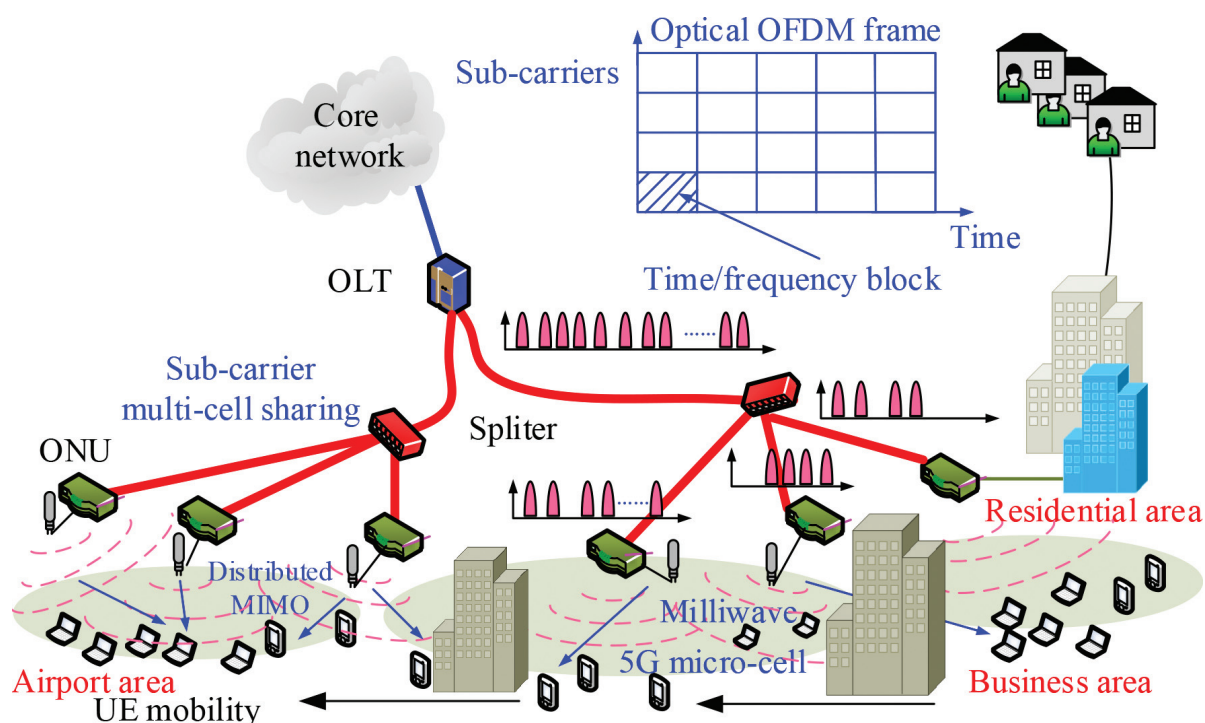 Optical OFDM frame
Sub-carriers
Core
network
Time
OLT
Time/frequency block
......
Sub-carrier
multi-cell sharing
Spliter
ONU
......
Residential area
Distributed
MIMO
Milliwave
5G micro-cell
Airport area
Business area
UE mobility